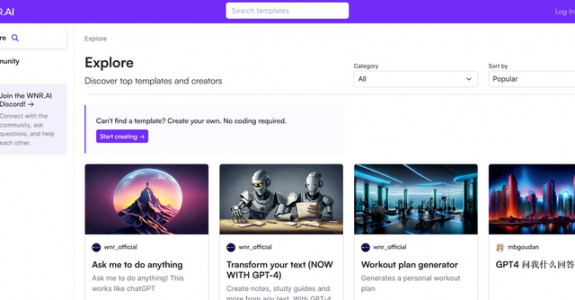 WNR.AI
Search templates
Log In
Explore
Community
Join the WNR.AI
Discord! →
Connect with the
community, ask
questions, and help
each other.
Explore
Explore
Discover top templates and creators
Category
All
Sort by
Popular
Can't find a template? Create your own. No coding required.
Start creating →
wnr_official
Ask me to do anything
Ask me to do anything! This
works like chatGPT
wnr_official
Transform your text (NOW
WITH GPT-4)
Create notes, study guides and
more from any text. With GPT-4
wnr_official
Workout plan generator
Generates a personal workout
plan
mbgoudan
GPT4 问我什么回答